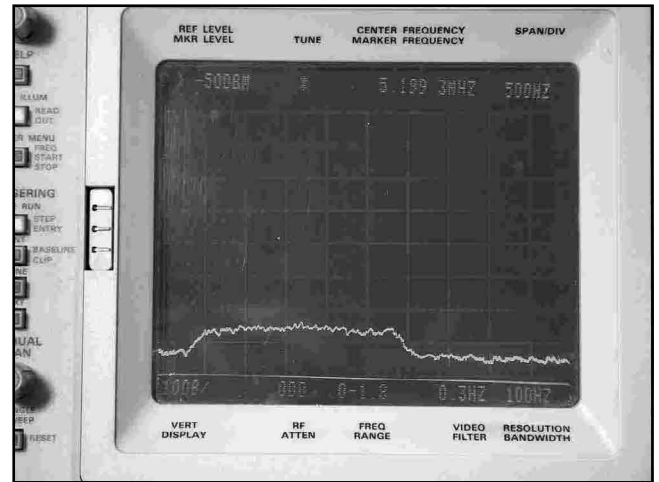 REF LEVEL
MKR LEVEL
TUNE
CENTER FREQUENCY
MARKER FREQUENCY
SPAN/DIV
-50DBM
5.199 3MHZ
500HZ
ILLUM
READ
OUT
MENU
FREQ
START
STOP
RUN
STEP
ENTRY
BASELINE
CLIP
10DB/
0DB
0-1.8
0.3HZ
100HZ
RESET
VERT
DISPLAY
RF
ATTEN
FREQ
RANGE
VIDEO
FILTER
RESOLUTION
BANDWIDTH